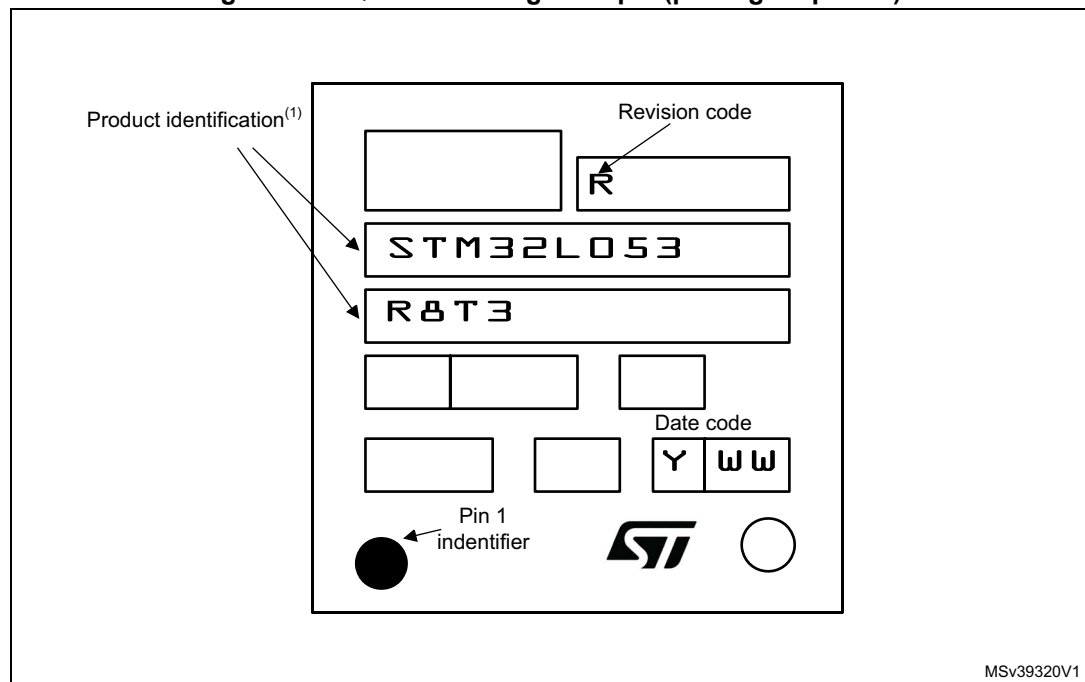 Product identification(1)
Revision code
R
STM32L053
R8T3
Date code
Y WW
Pin 1
indentifier
ST
MSv39320V1